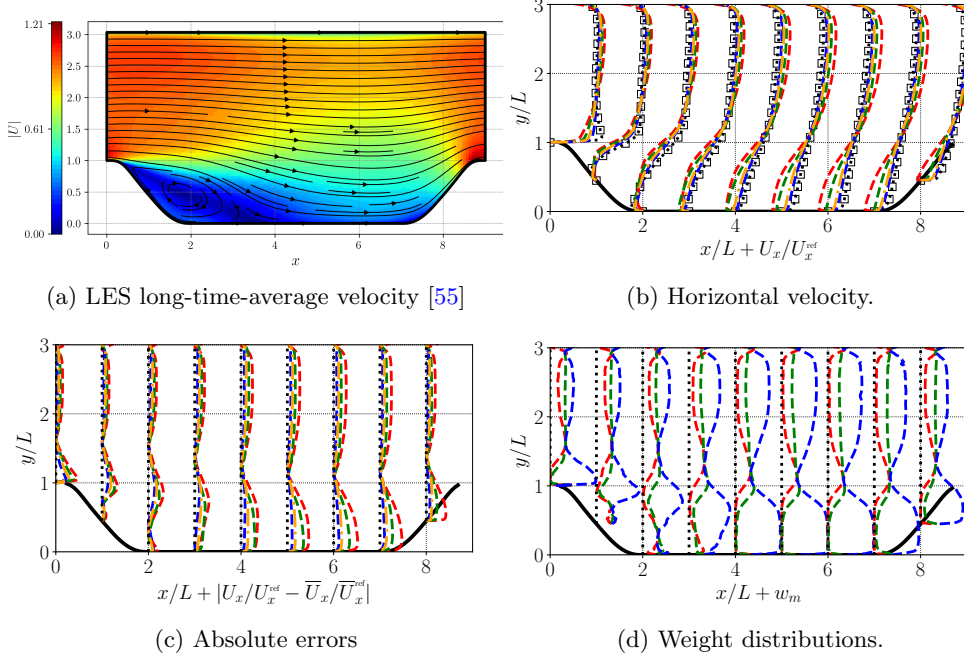 1.21
0.61
0.00
|U|
3.0
2.5
2.0
1.5
1.0
0.5
0.0
0 2 4 6 8
x
(a) LES long-time-average velocity [55]
3
2
1
0
y/L
0 2 4 6 8
x/L + U_x/U_x^ref
(b) Horizontal velocity.
3
2
1
0
y/L
0 2 4 6 8
x/L + |U_x/U_x^ref − U̅_x/U̅_x^ref|
(c) Absolute errors
3
2
1
0
y/L
0 2 4 6 8
x/L + w_m
(d) Weight distributions.